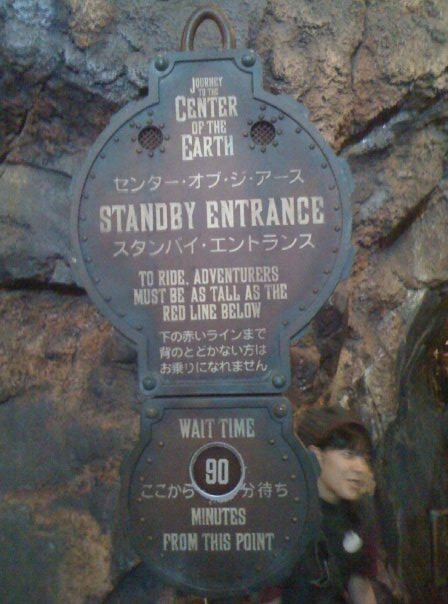 JOURNEY
TO THE
CENTER
OF THE
EARTH
センター・オブ・ジ・アース
STANDBY ENTRANCE
スタンバイ・エントランス
TO RIDE, ADVENTURERS
MUST BE AS TALL AS THE
RED LINE BELOW
下の赤いラインまで
背のとどかない方は
お乗りになれません
WAIT TIME
90
ここから 分待ち
MINUTES
FROM THIS POINT